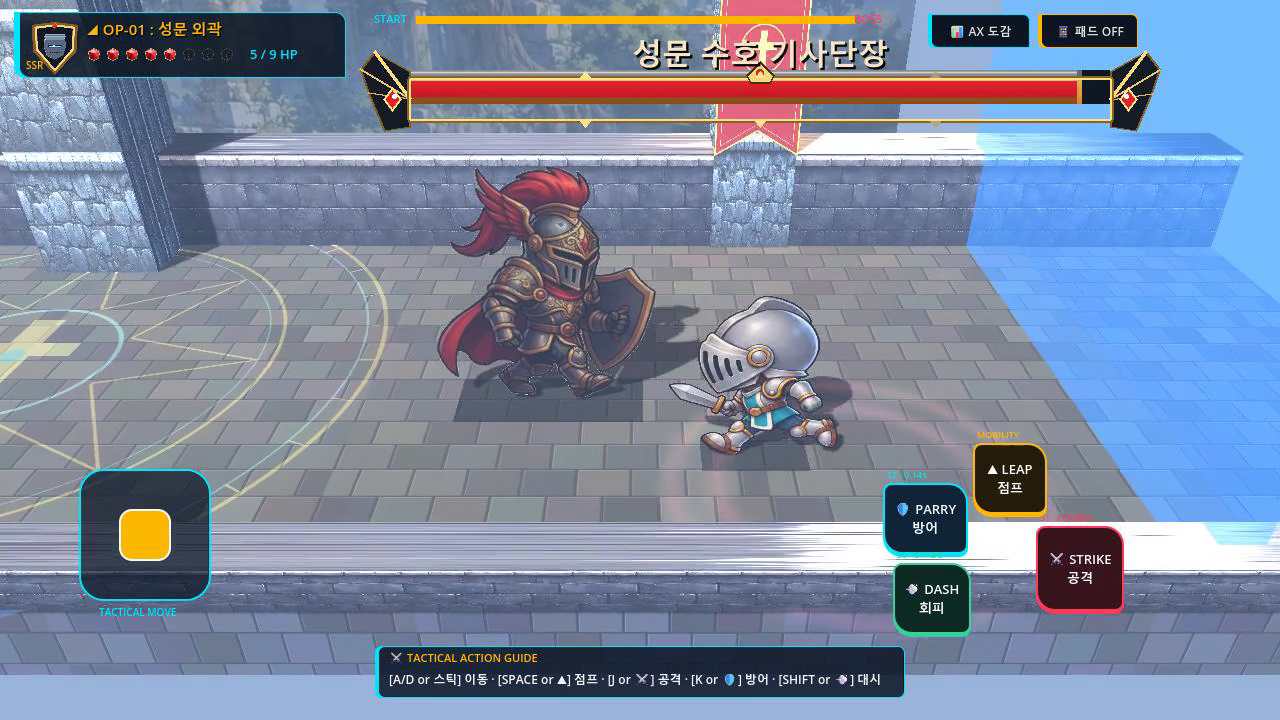 OP-01 : 성문 외곽
SSR
5 / 9 HP
START
BOSS
성문 수호 기사단장
AX 도감
패드 OFF
MOBILITY
▲ LEAP
점프
PARRY
방어
STRIKE
공격
DASH
회피
TACTICAL MOVE
TACTICAL ACTION GUIDE
[A/D or 스틱] 이동 · [SPACE or ▲] 점프 · [J or ⚔️] 공격 · [K or 🛡️] 방어 · [SHIFT or 💨] 대시